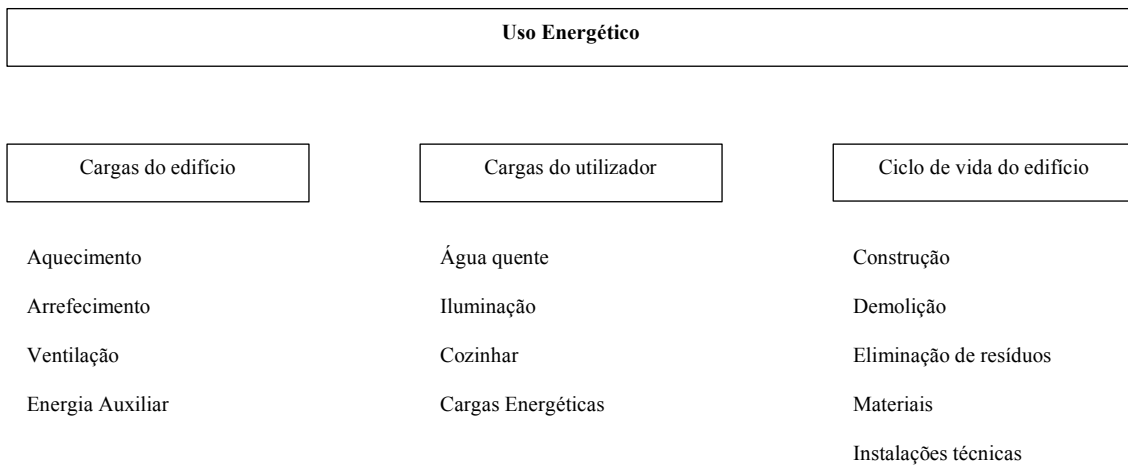 Uso Energético
Cargas do edifício
Cargas do utilizador
Ciclo de vida do edifício
Aquecimento
Arrefecimento
Ventilação
Energia Auxiliar
Água quente
Iluminação
Cozinhar
Cargas Energéticas
Construção
Demolição
Eliminação de resíduos
Materiais
Instalações técnicas